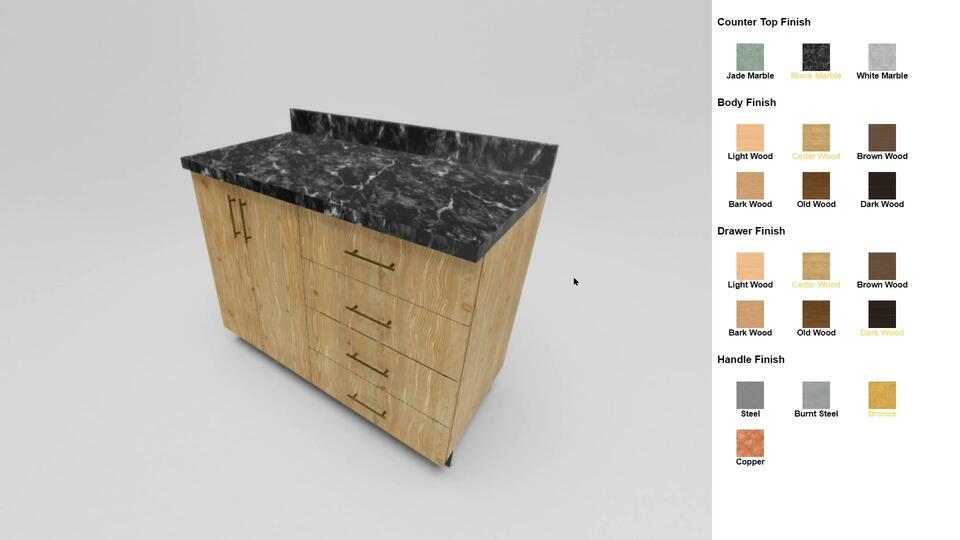 Counter Top Finish
Jade Marble Black Marble White Marble
Body Finish
Light Wood Cedar Wood Brown Wood
Bark Wood Old Wood Dark Wood
Drawer Finish
Light Wood Cedar Wood Brown Wood
Bark Wood Old Wood Dark Wood
Handle Finish
Steel Burnt Steel Bronze
Copper